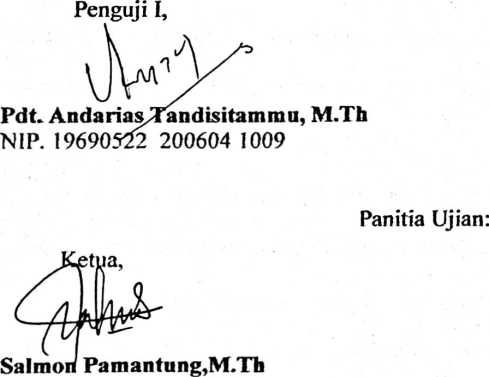 Penguji I,
Pdt. Andarias Tandisitammu, M.Th
NIP. 19690522 200604 1009
Panitia Ujian:
Ketua,
Salmon Pamantung,M.Th